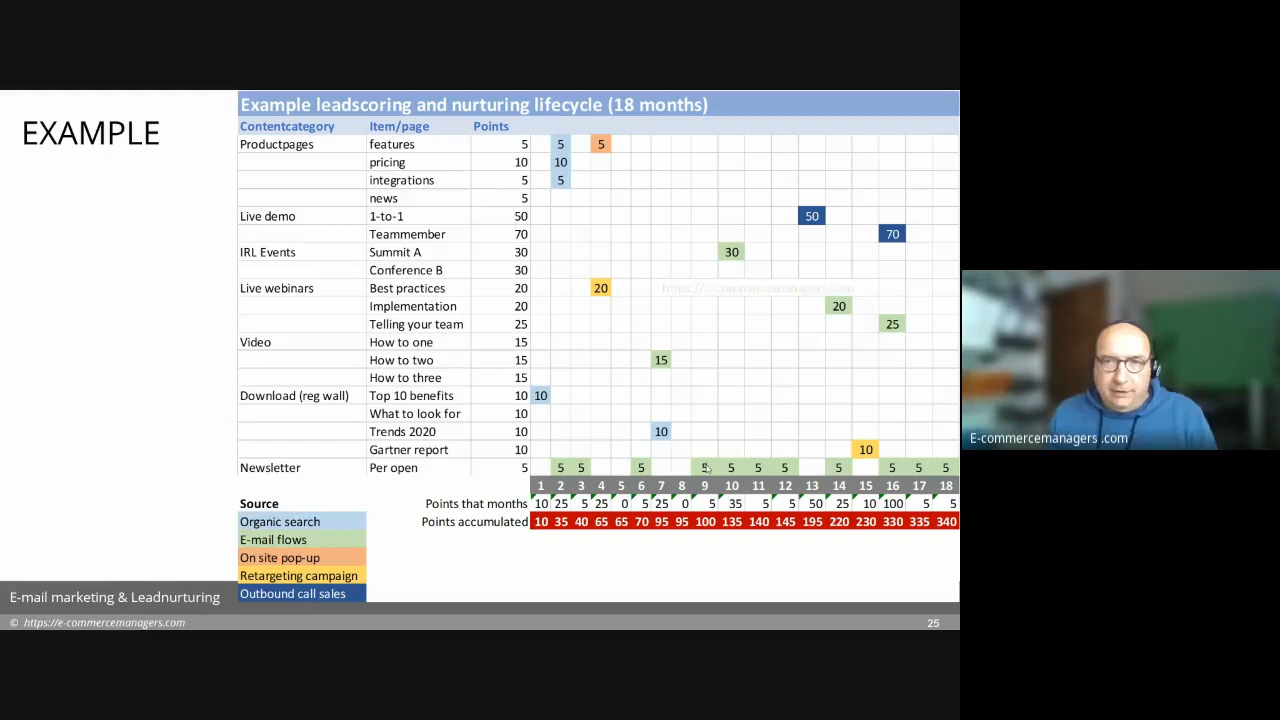 EXAMPLE
Example leadscoring and nurturing lifecycle (18 months)
Contentcategory Item/page Points
Productpages features 5 5 5
pricing 10 10
integrations 5 5
news 5
Live demo 1-to-1 50 50
Teammember 70 70
IRL Events Summit A 30 30
Conference B 30
Live webinars Best practices 20 20 https://e-commercemanagers.com
Implementation 20 20
Telling your team 25 25
Video How to one 15
How to two 15 15
How to three 15
Download (reg wall) Top 10 benefits 10 10
What to look for 10
Trends 2020 10 10
Gartner report 10 10
Newsletter Per open 5 5 5 5 5 5 5 5 5 5 5 5
1 2 3 4 5 6 7 8 9 10 11 12 13 14 15 16 17 18
Source Points that months 10 25 5 25 0 5 25 0 5 35 5 5 50 25 10 100 5 5
Organic search Points accumulated 10 35 40 65 65 70 95 95 100 135 140 145 195 220 230 330 335 340
E-mail flows
On site pop-up
Retargeting campaign
Outbound call sales
E-mail marketing & Leadnurturing
© https://e-commercemanagers.com 25
E-commercemanagers .com